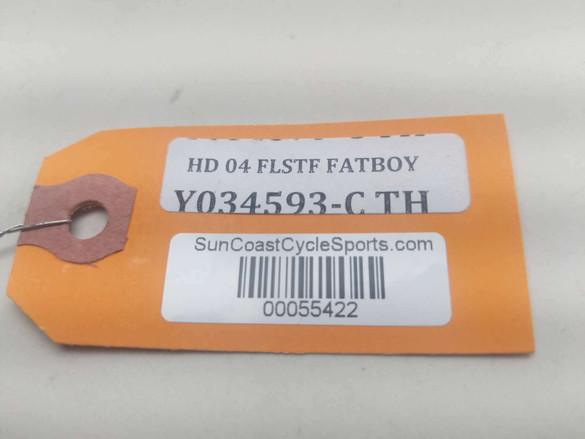 HD 04 FLSTF FATBOY
Y034593-C TH
SunCoastCycleSports.com
00055422